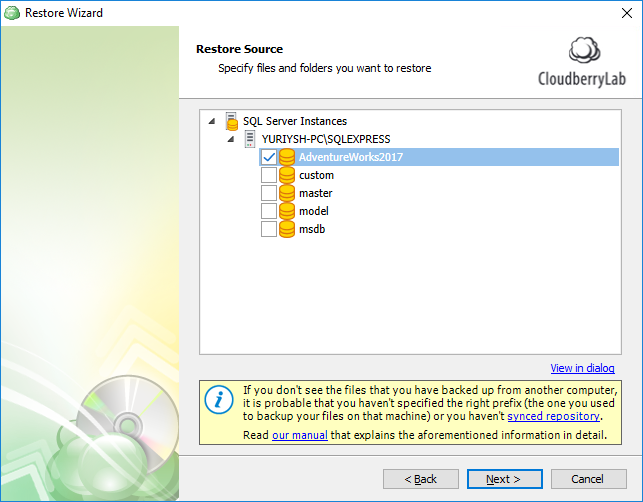 Restore Wizard
Restore Source
Specify files and folders you want to restore
CloudberryLab
SQL Server Instances
YURIYSH-PC\SQLEXPRESS
AdventureWorks2017
custom
master
model
msdb
View in dialog
If you don't see the files that you have backed up from another computer,
it is probable that you haven't specified the right prefix (the one you used
to backup your files on that machine) or you haven't synced repository.
Read our manual that explains the aforementioned information in detail.
< Back
Next >
Cancel